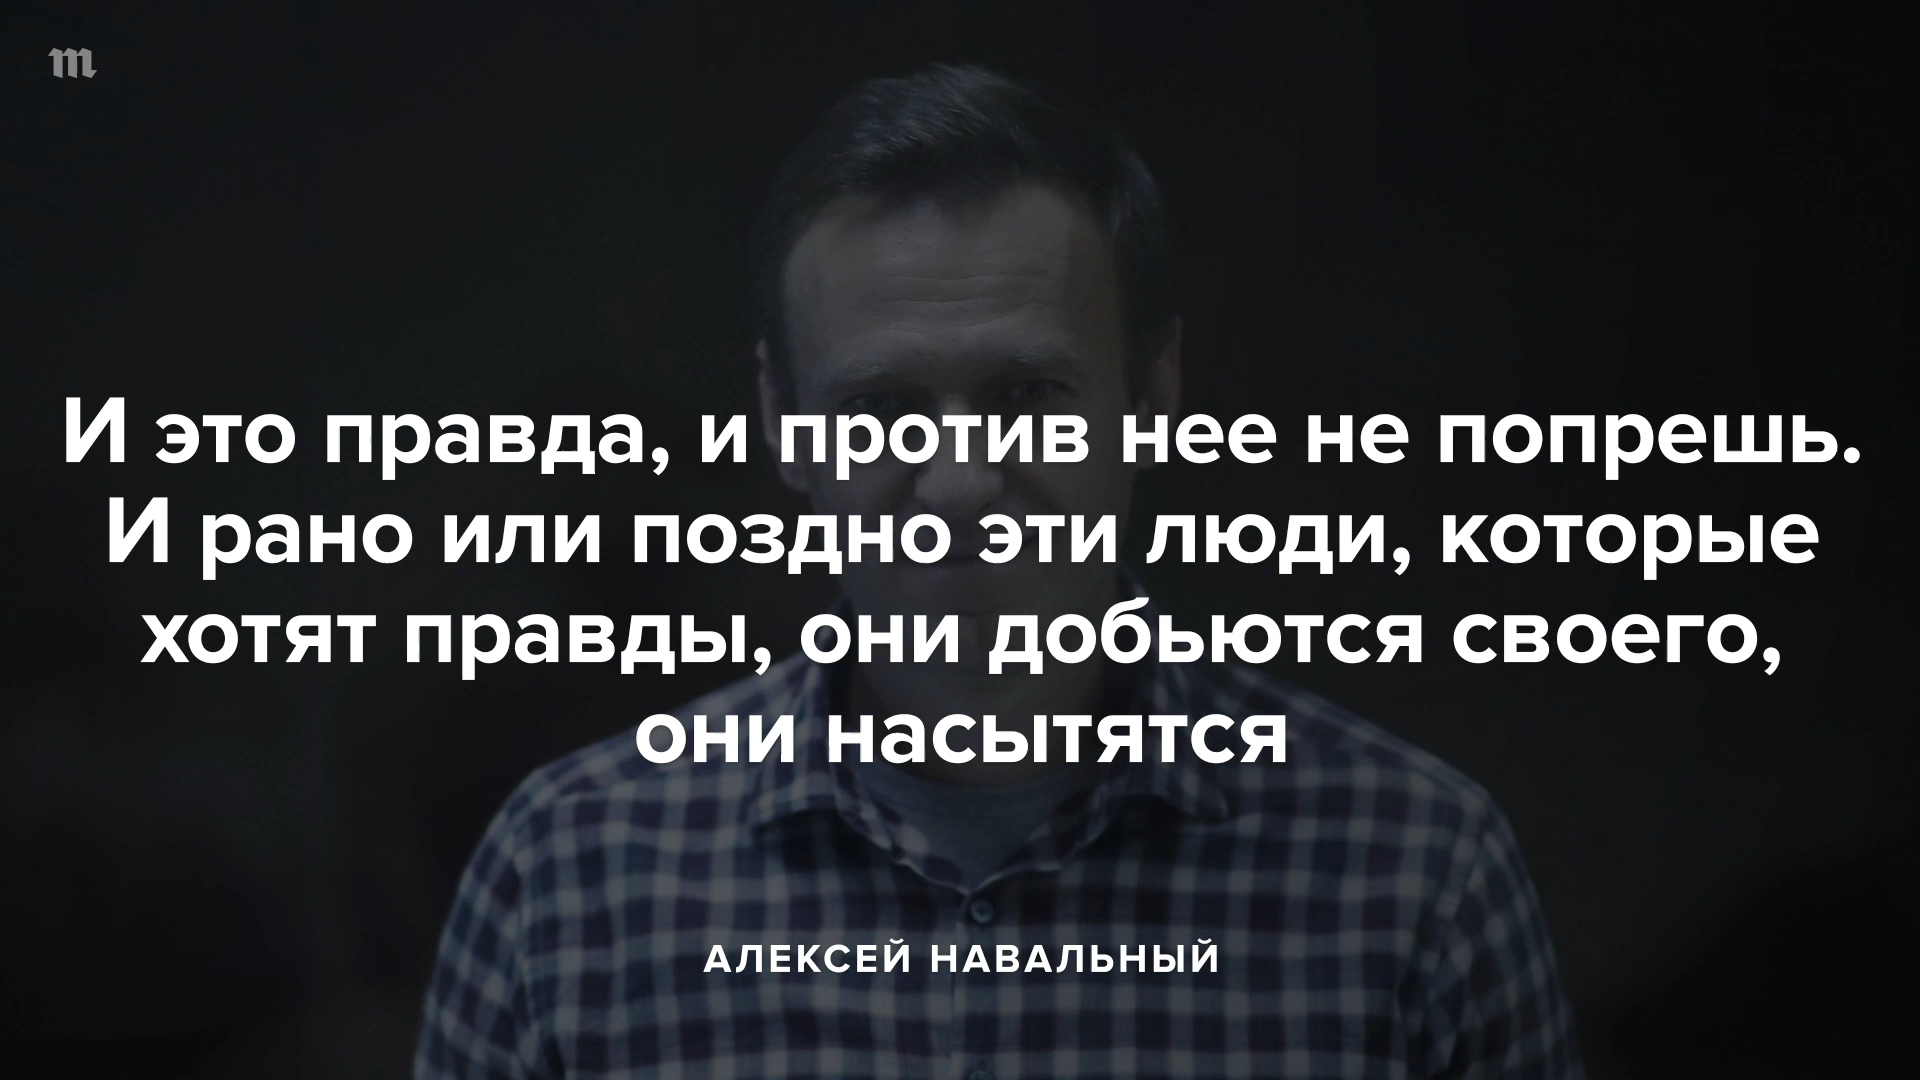 m
И это правда, и против нее не попрешь.
И рано или поздно эти люди, которые
хотят правды, они добьются своего,
они насытятся
АЛЕКСЕЙ НАВАЛЬНЫЙ